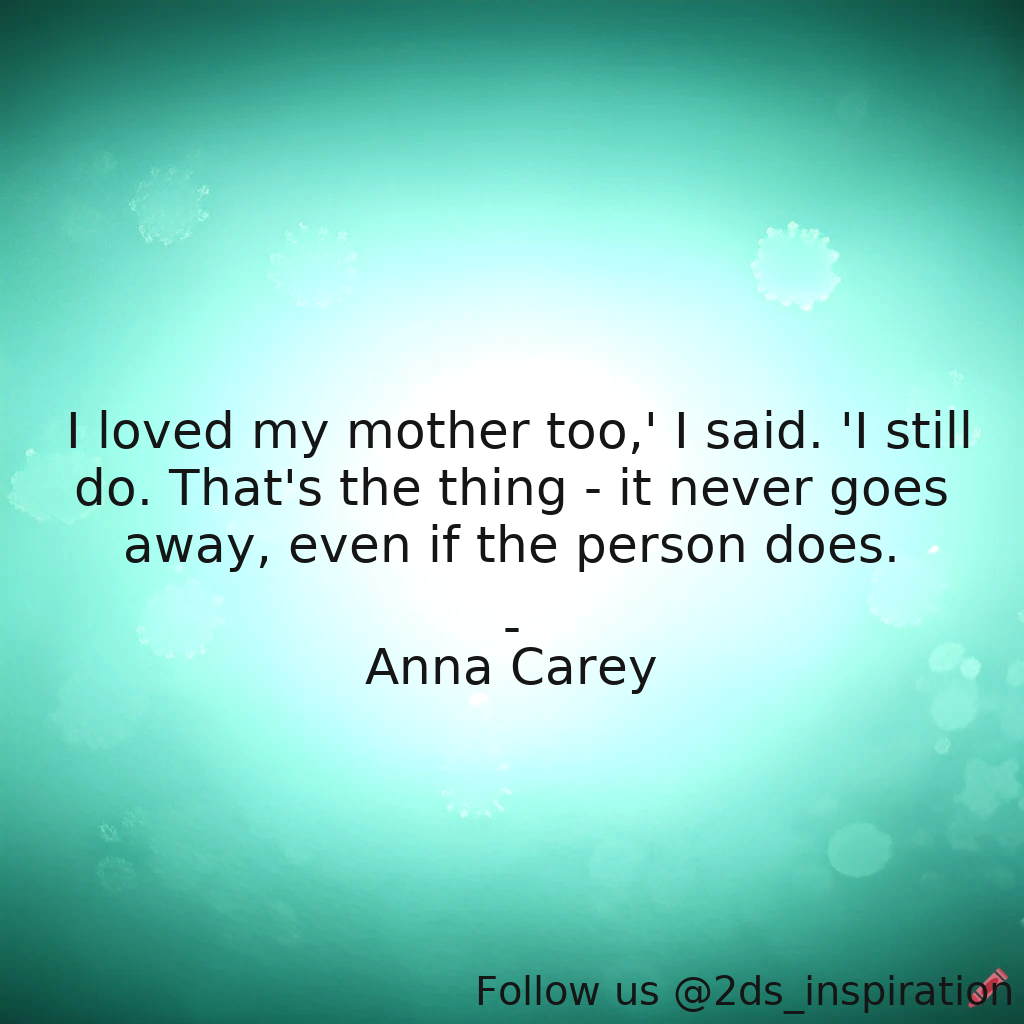 I loved my mother too,' I said. 'I still
do. That's the thing - it never goes
away, even if the person does.
-
Anna Carey
Follow us @2ds_inspiration